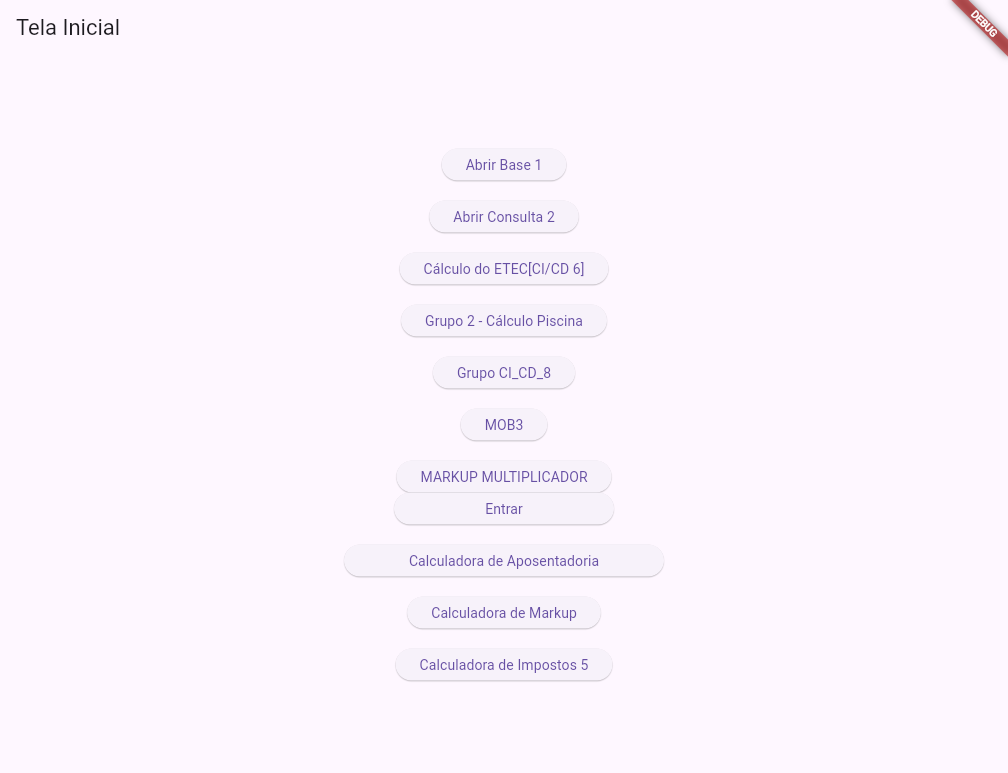 Tela Inicial
DEBUG
Abrir Base 1
Abrir Consulta 2
Cálculo do ETEC[CI/CD 6]
Grupo 2 - Cálculo Piscina
Grupo CI_CD_8
MOB3
MARKUP MULTIPLICADOR
Entrar
Calculadora de Aposentadoria
Calculadora de Markup
Calculadora de Impostos 5